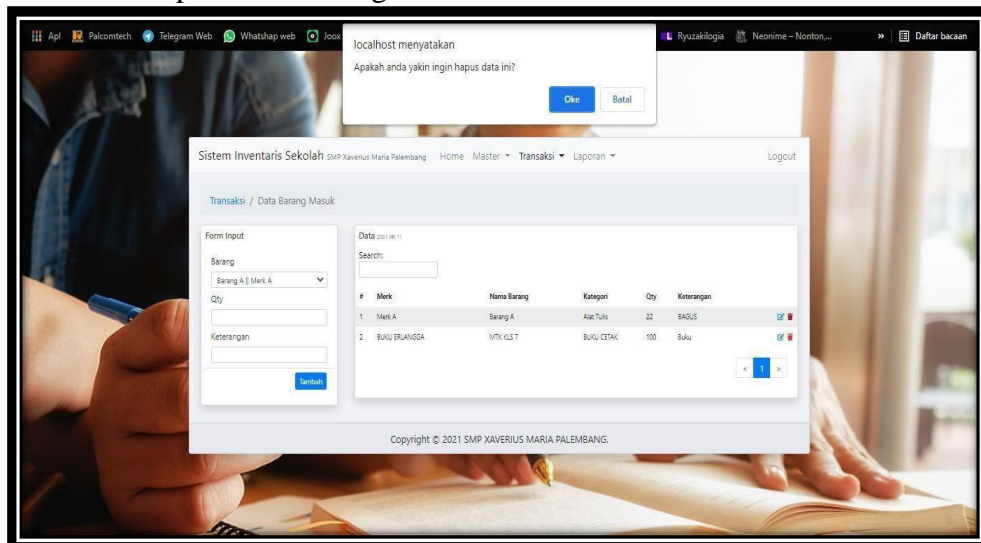 Apl Palcomtech Telegram Web Whatshap web Joox Ryuzakilogia Neonime – Nonton,... » Daftar bacaan
localhost menyatakan
Apakah anda yakin ingin hapus data ini?
Oke Batal
Sistem Inventaris Sekolah SMP Xaverius Maria Palembang Home Master Transaksi Laporan Logout
Transaksi / Data Barang Masuk
Form Input
Barang
Barang A || Merk A
Qty
Keterangan
Tambah
Data
Search:
# Merk Nama Barang Kategori Qty Keterangan
1 Merk A Barang A Alat Tulis 22 BAGUS
2 BUKU ERLANGGA MTK KLS 7 BUKU CETAK 100 Buku
< 1 >
Copyright © 2021 SMP XAVERIUS MARIA PALEMBANG.